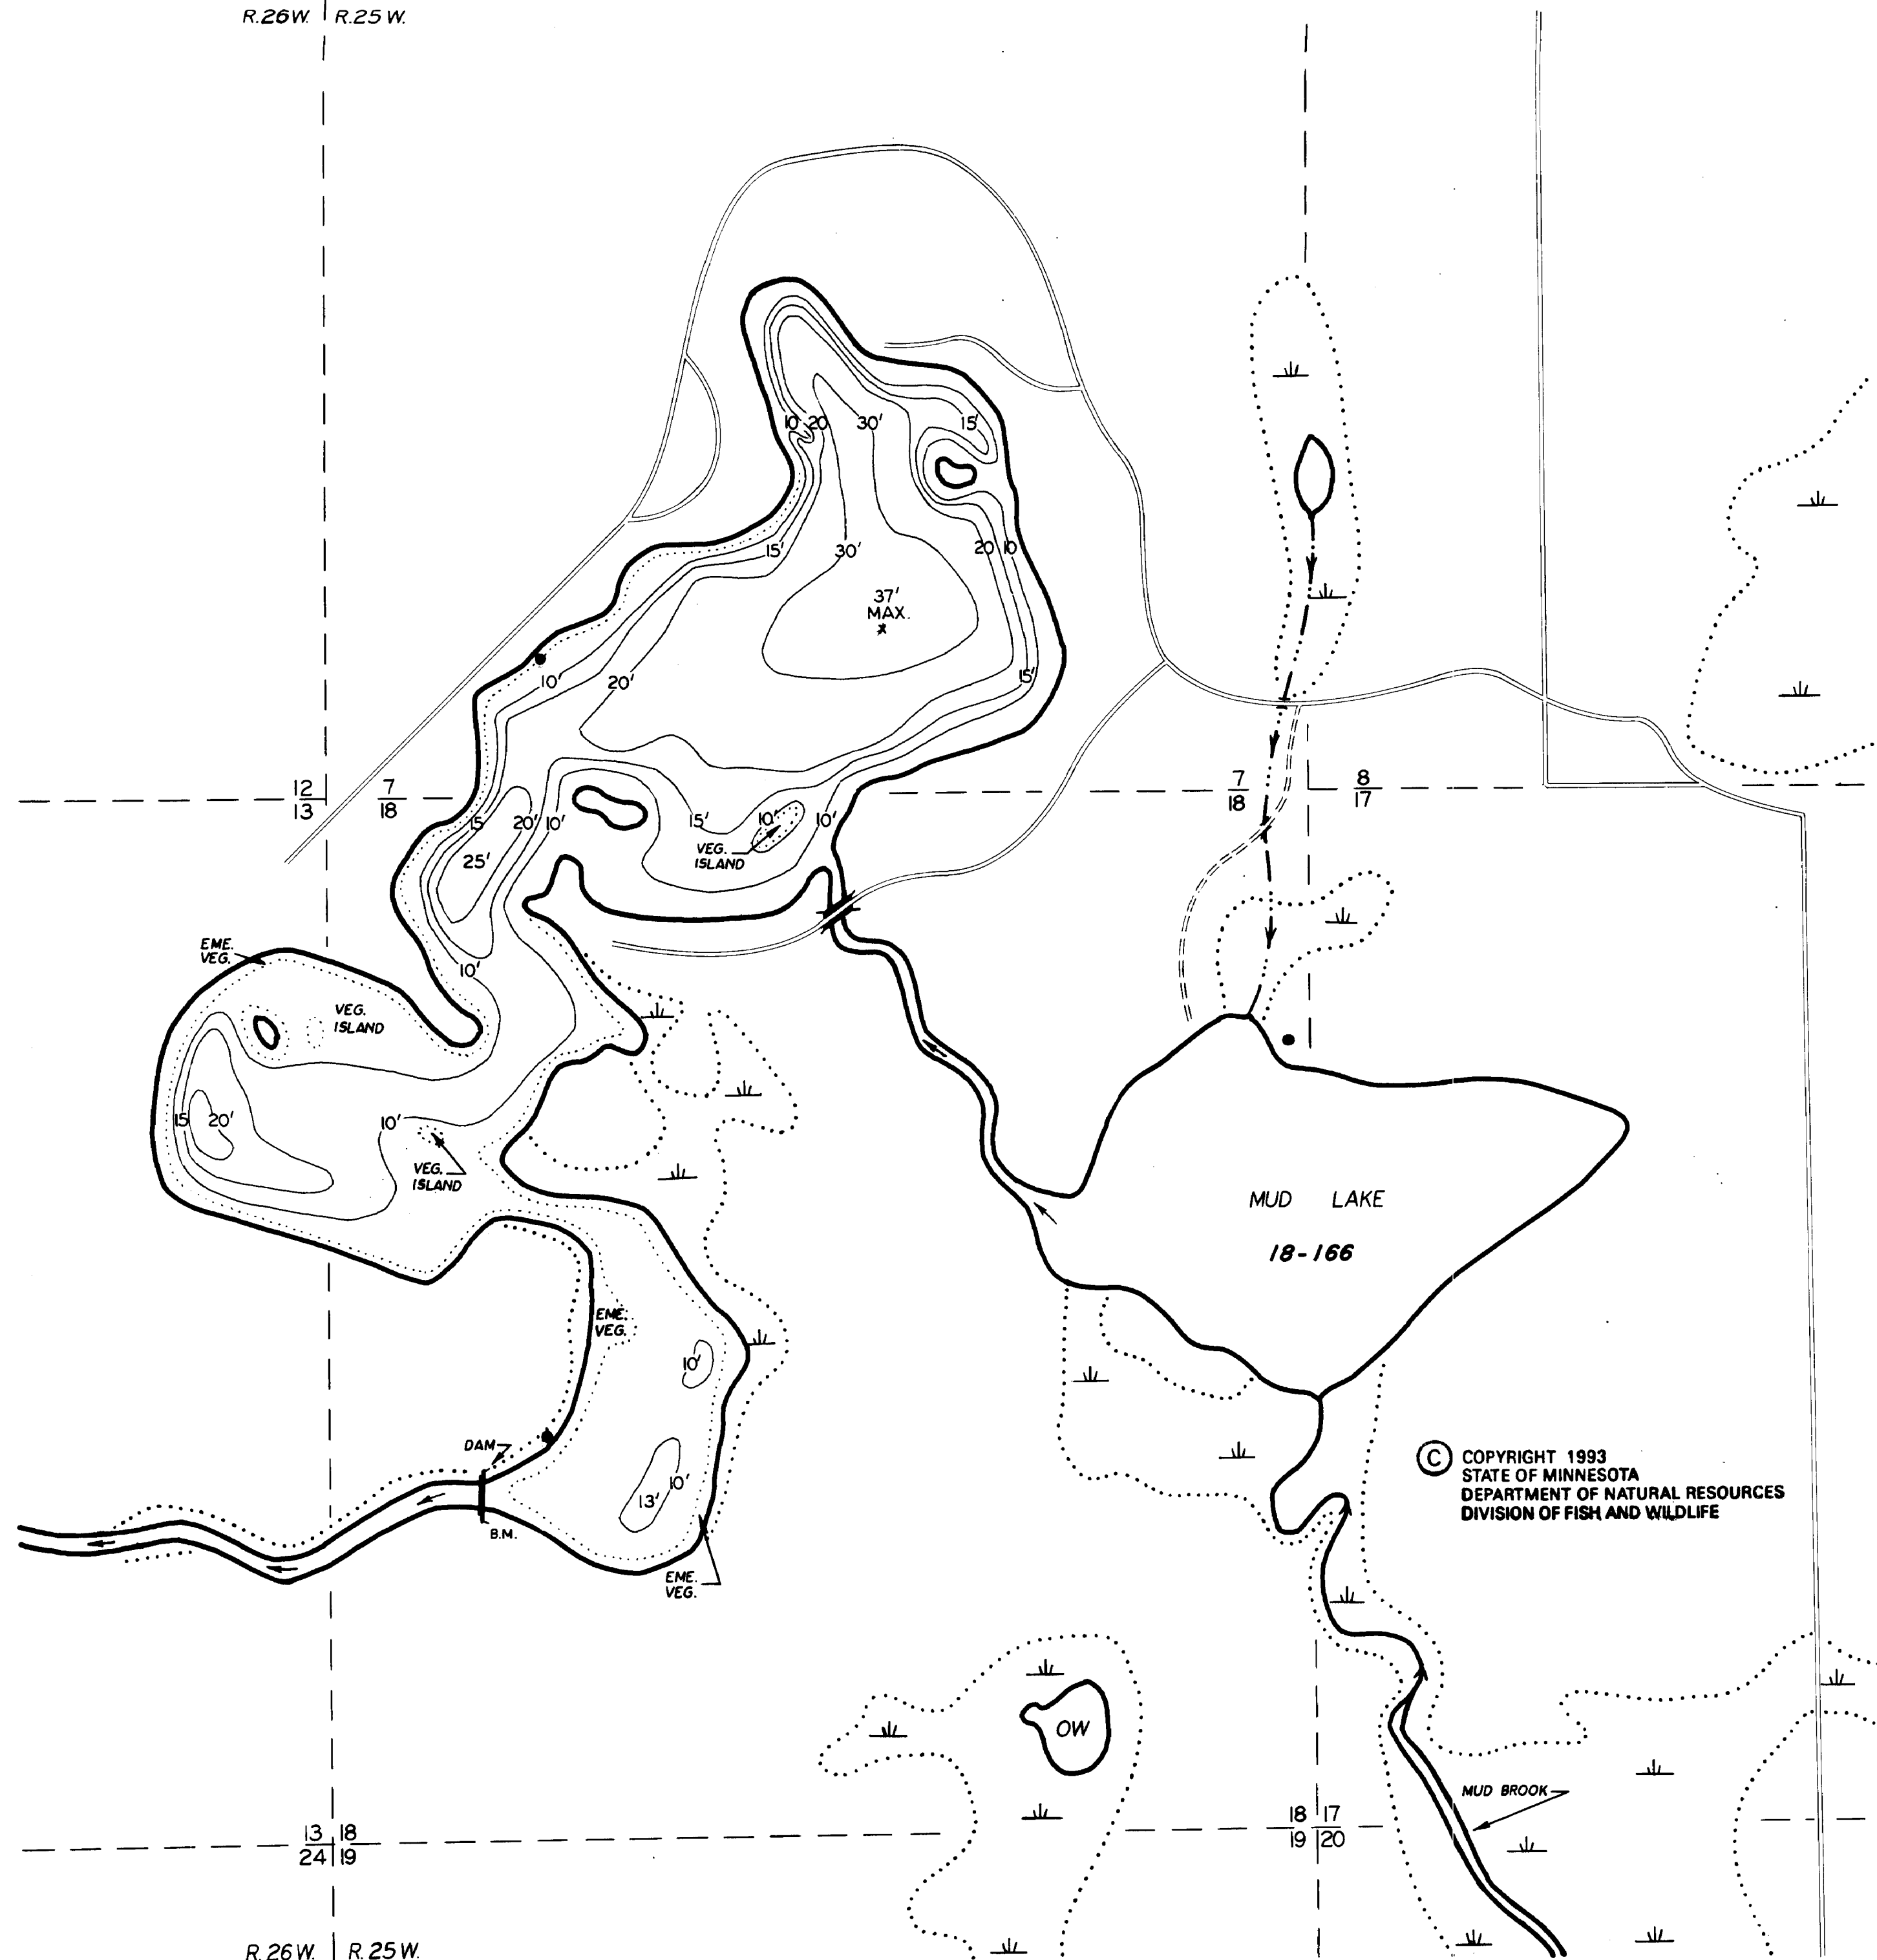 R.26W. R.25W.
10 20 30' 15'
15' 30' 20 10
37'
MAX.
10' 20' 15'
12 7 7 8
13 18 18 17
15 20' 10' 15' 10' 10'
25'
VEG.
ISLAND
EME.
VEG.
10'
VEG.
ISLAND
15 20' 10'
VEG.
ISLAND
MUD LAKE
18-166
EME.
VEG.
10'
DAM
10'
13'
B.M.
EME.
VEG.
C COPYRIGHT 1993
STATE OF MINNESOTA
DEPARTMENT OF NATURAL RESOURCES
DIVISION OF FISH AND WILDLIFE
OW
MUD BROOK
13 18 18 17
24 19 19 20
R.26W. R.25W.